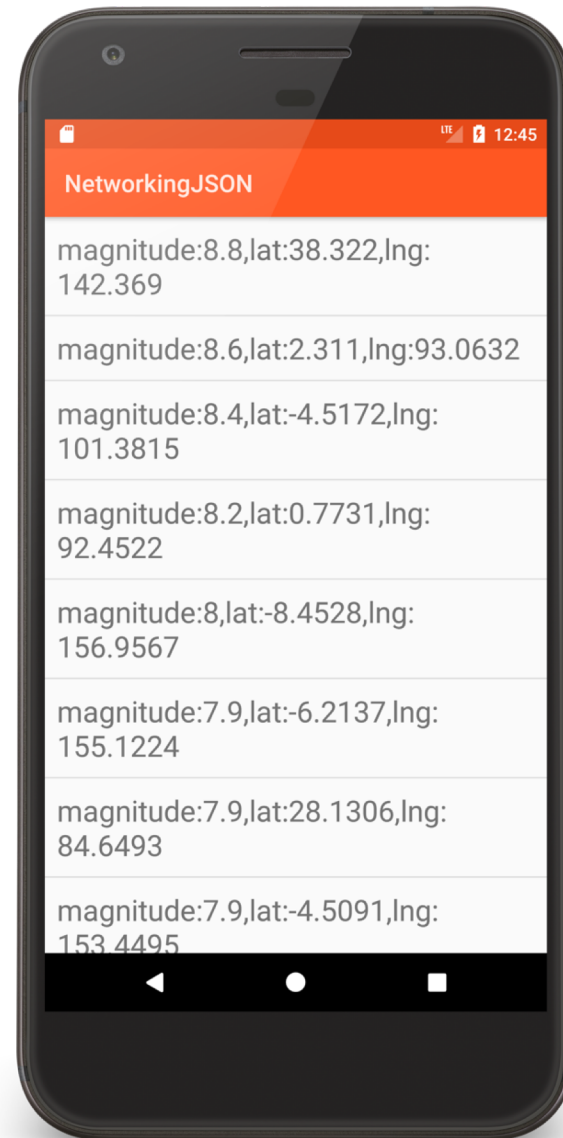 LTE 12:45
NetworkingJSON
magnitude:8.8,lat:38.322,lng:
142.369
magnitude:8.6,lat:2.311,lng:93.0632
magnitude:8.4,lat:-4.5172,lng:
101.3815
magnitude:8.2,lat:0.7731,lng:
92.4522
magnitude:8,lat:-8.4528,lng:
156.9567
magnitude:7.9,lat:-6.2137,lng:
155.1224
magnitude:7.9,lat:28.1306,lng:
84.6493
magnitude:7.9,lat:-4.5091,lng:
153.4495